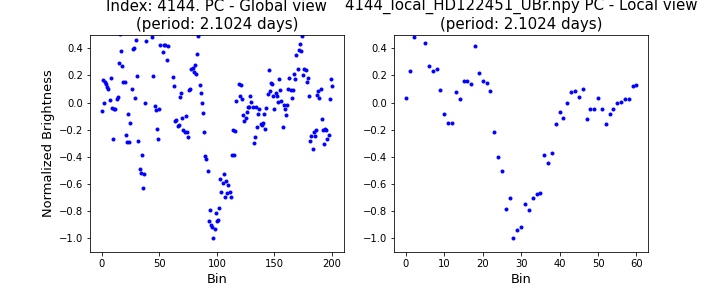 Index: 4144. PC - Global view
(period: 2.1024 days)
4144_local_HD122451_UBr.npy PC - Local view
(period: 2.1024 days)
Normalized Brightness
0.4
0.2
0.0
−0.2
−0.4
−0.6
−0.8
−1.0
0 50 100 150 200
Bin
0.4
0.2
0.0
−0.2
−0.4
−0.6
−0.8
−1.0
0 10 20 30 40 50 60
Bin